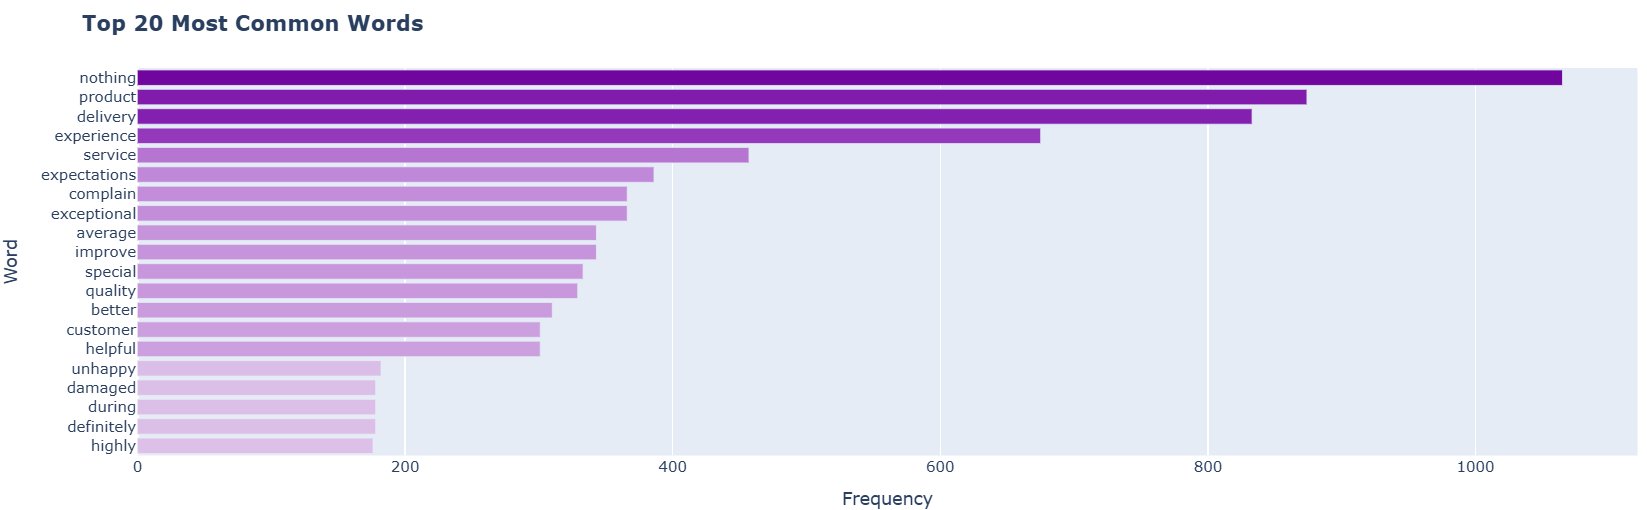 Top 20 Most Common Words
nothing
product
delivery
experience
service
expectations
complain
exceptional
average
improve
special
quality
better
customer
helpful
unhappy
damaged
during
definitely
highly
Word
0 200 400 600 800 1000
Frequency